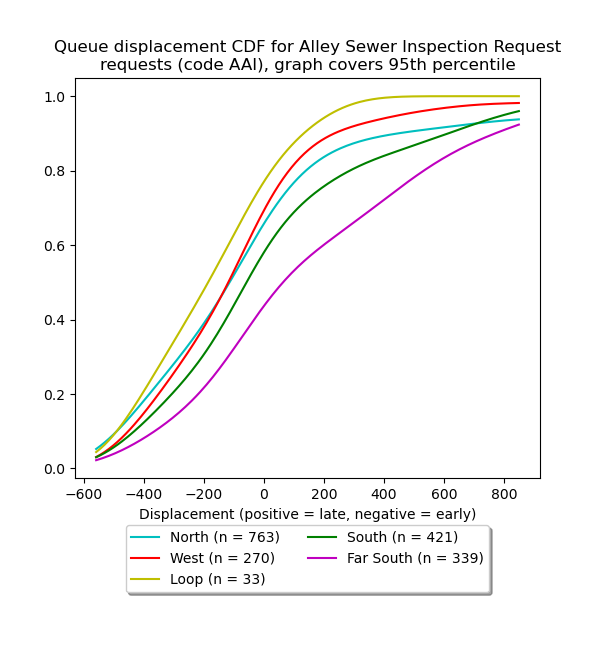 Queue displacement CDF for Alley Sewer Inspection Request
requests (code AAI), graph covers 95th percentile
1.0
0.8
0.6
0.4
0.2
0.0
−600 −400 −200 0 200 400 600 800
Displacement (positive = late, negative = early)
North (n = 763) South (n = 421)
West (n = 270) Far South (n = 339)
Loop (n = 33)